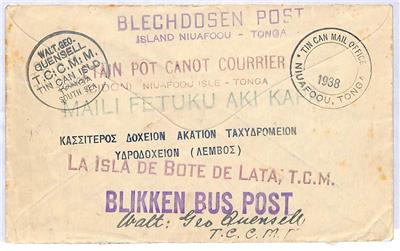 BLECHDOSEN POST
ISLAND NIUAFOOU - TONGA
WALT. GEO.
QUENSELL
T.C.C.M.M.
TIN CAN ISLD
TONGA
SOUTH SEA
TIN CAN MAIL OFFICE
1938
NIUAFOOU, TONGA
ETAIN POT CANOT COURRIER
NIUAFOOU ISLE - TONGA
MAILI FETUKU AKI KAPA
ΚΑΣΣΙΤΕΡΟΣ ΔΟΧΕΙΟΝ ΑΚΑΤΙΟΝ ΤΑΧΥΔΡΟΜΕΙΟΝ
ΥΔΡΟΔΟΧΕΙΟΝ (ΛΕΜΒΟΣ)
LA ISLA DE BOTE DE LATA, T.C.M.
BLIKKEN BUS POST
Walt: Geo Quensell
T.C.C.M.M.